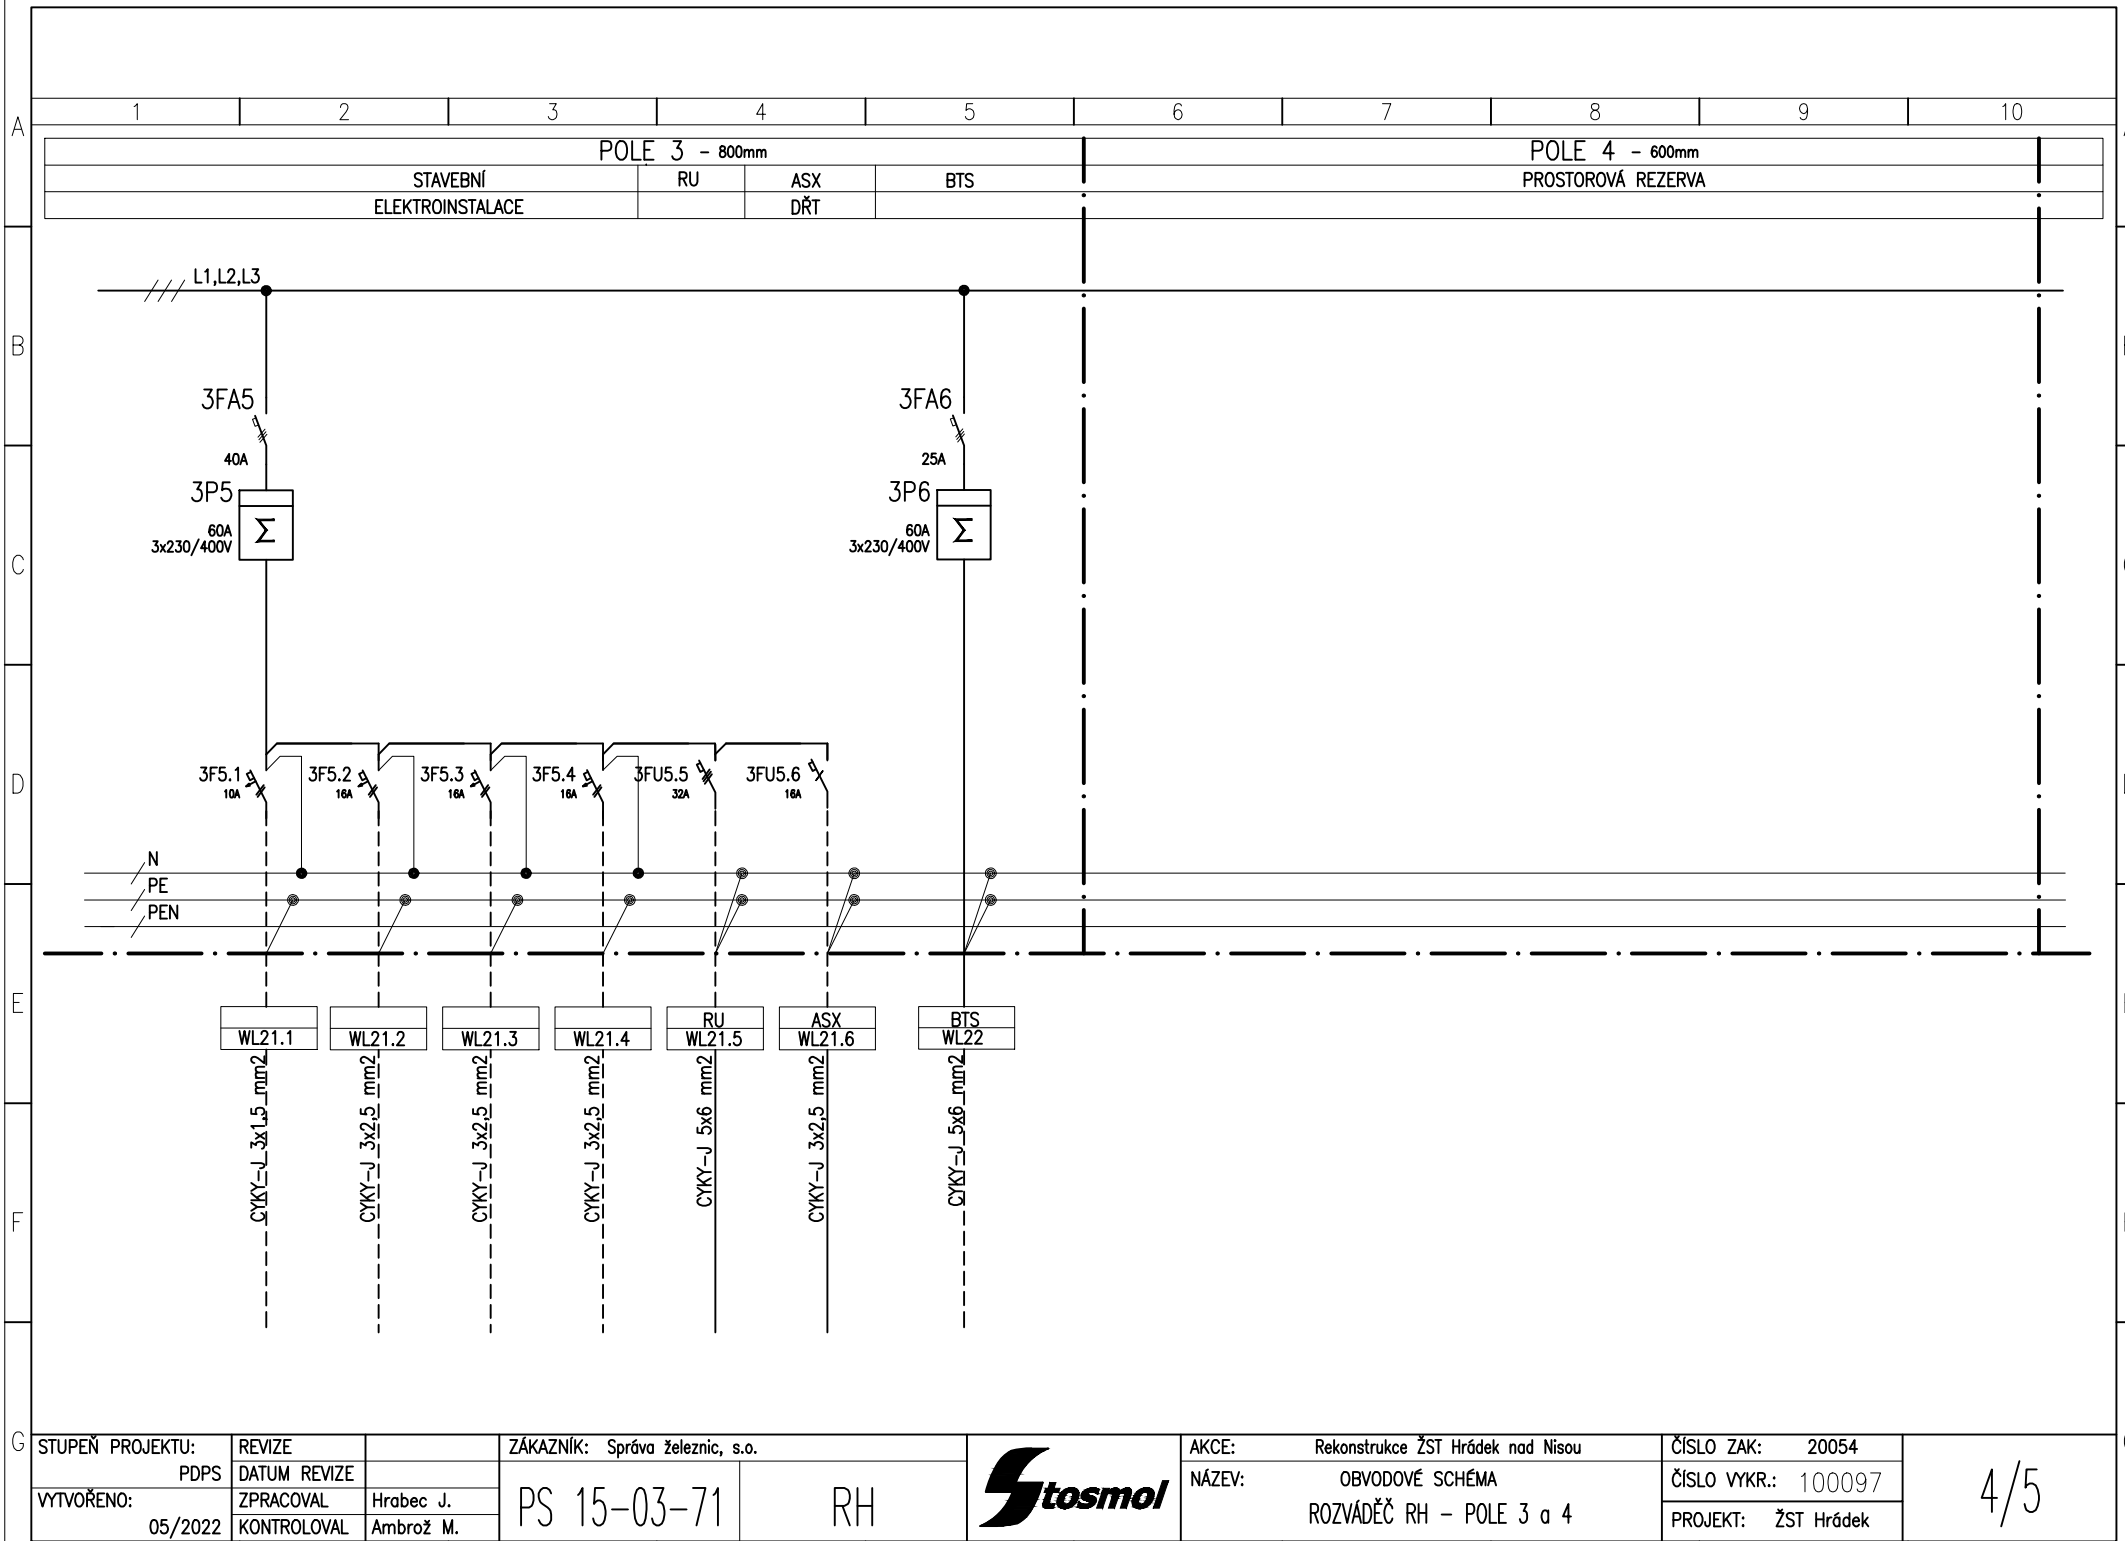 1 2 3 4 5 6 7 8 9 10
A
POLE 3 - 800mm
POLE 4 - 600mm
STAVEBNÍ
RU
ASX
BTS
PROSTOROVÁ REZERVA
ELEKTROINSTALACE
DŘT
L1,L2,L3
B
3FA5
3FA6
40A
25A
3P5
3P6
60A
Σ
60A
Σ
3x230/400V
3x230/400V
C
D
3F5.1
3F5.2
3F5.3
3F5.4
3FU5.5
3FU5.6
10A
16A
16A
16A
32A
16A
N
PE
PEN
E
RU
ASX
BTS
WL21.1
WL21.2
WL21.3
WL21.4
WL21.5
WL21.6
WL22
CYKY-J 3x1,5 mm2
CYKY-J 3x2,5 mm2
CYKY-J 3x2,5 mm2
CYKY-J 3x2,5 mm2
CYKY-J 5x6 mm2
CYKY-J 3x2,5 mm2
CYKY-J 5x6 mm2
F
G
STUPEŇ PROJEKTU:
PDPS
VYTVOŘENO:
05/2022
REVIZE
DATUM REVIZE
ZPRACOVAL Hrabec J.
KONTROLOVAL Ambrož M.
ZÁKAZNÍK: Správa železnic, s.o.
PS 15-03-71
RH
Stosmol
AKCE: Rekonstrukce ŽST Hrádek nad Nisou
NÁZEV: OBVODOVÉ SCHÉMA
ROZVÁDĚČ RH - POLE 3 a 4
ČÍSLO ZAK: 20054
ČÍSLO VYKR.: 100097
PROJEKT: ŽST Hrádek
4/5